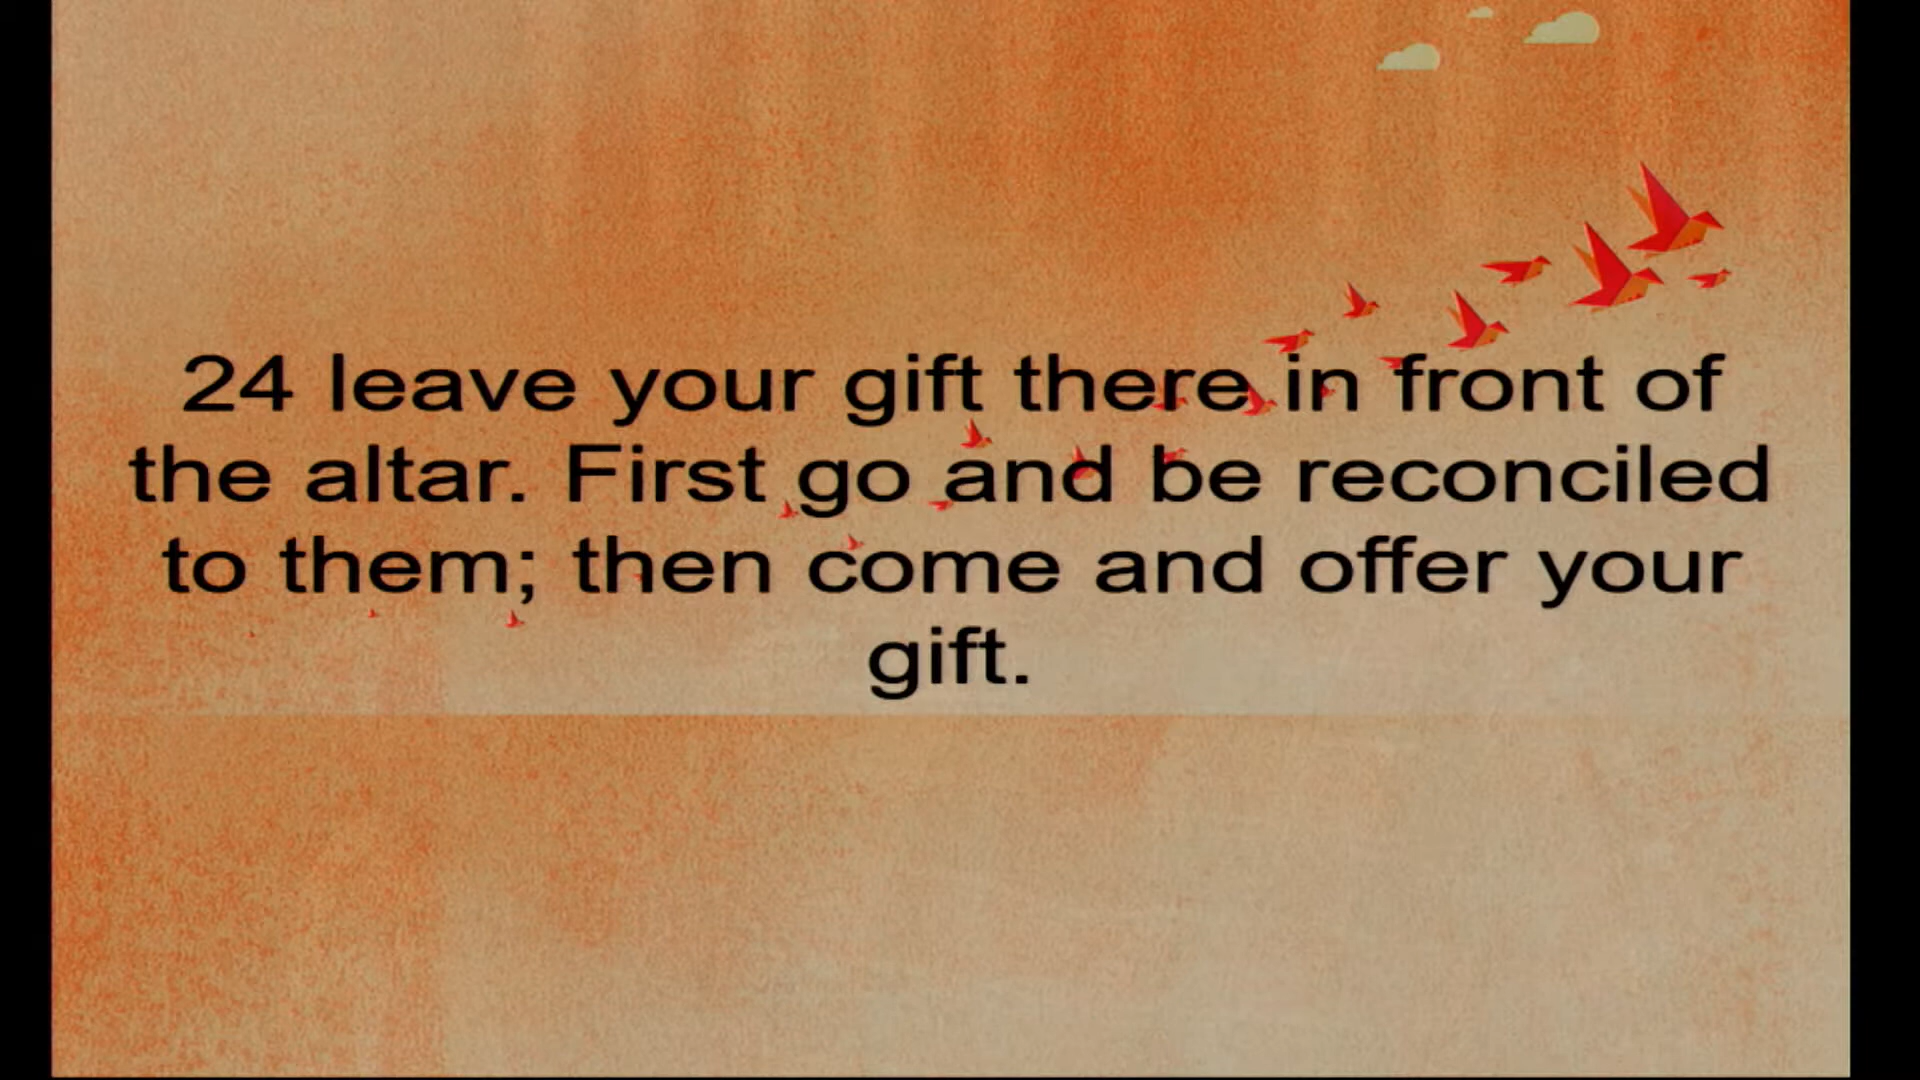 24 leave your gift there in front of
the altar. First go and be reconciled
to them; then come and offer your
gift.